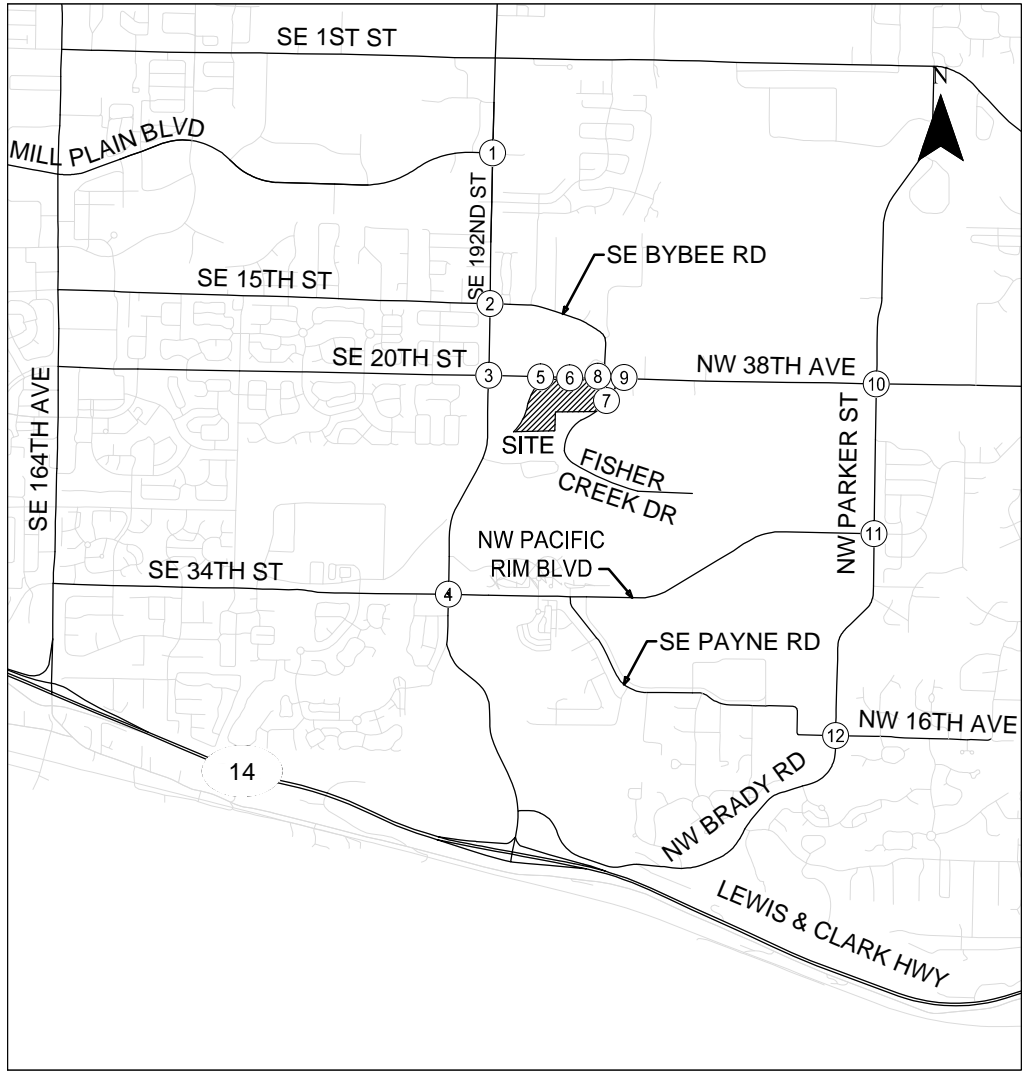 SE 1ST ST
N
MILL PLAIN BLVD
1
SE 192ND ST
SE BYBEE RD
SE 15TH ST
2
SE 20TH ST
3
5
6
8
9
NW 38TH AVE
10
7
SITE
FISHER
CREEK DR
SE 164TH AVE
NW PARKER ST
11
NW PACIFIC
RIM BLVD
SE 34TH ST
4
SE PAYNE RD
NW 16TH AVE
12
14
NW BRADY RD
LEWIS & CLARK HWY